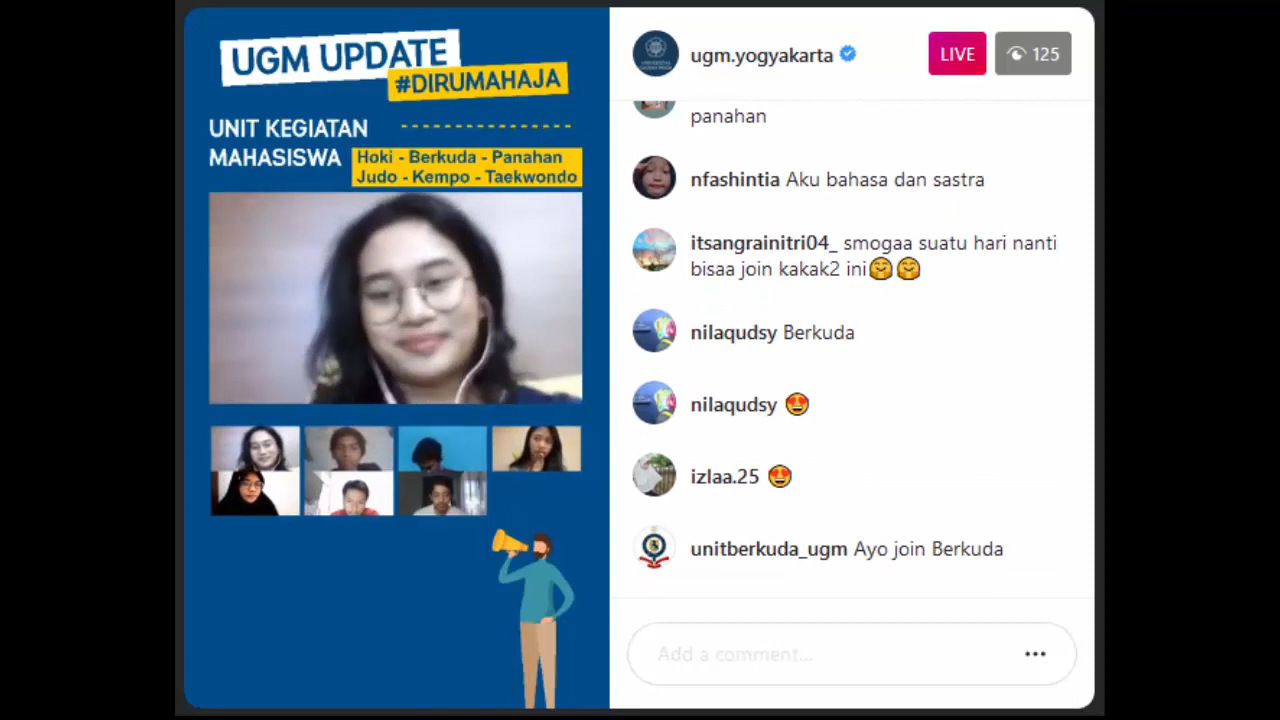 UGM UPDATE
#DIRUMAHAJA
UNIT KEGIATAN
MAHASISWA
Hoki - Berkuda - Panahan
Judo - Kempo - Taekwondo
ugm.yogyakarta
LIVE
125
panahan
nfashintia Aku bahasa dan sastra
itsangrainitri04_ smogaa suatu hari nanti
bisaa join kakak2 ini🤗🤗
nilaqudsy Berkuda
nilaqudsy 😍
izlaa.25 😍
unitberkuda_ugm Ayo join Berkuda
Add a comment...